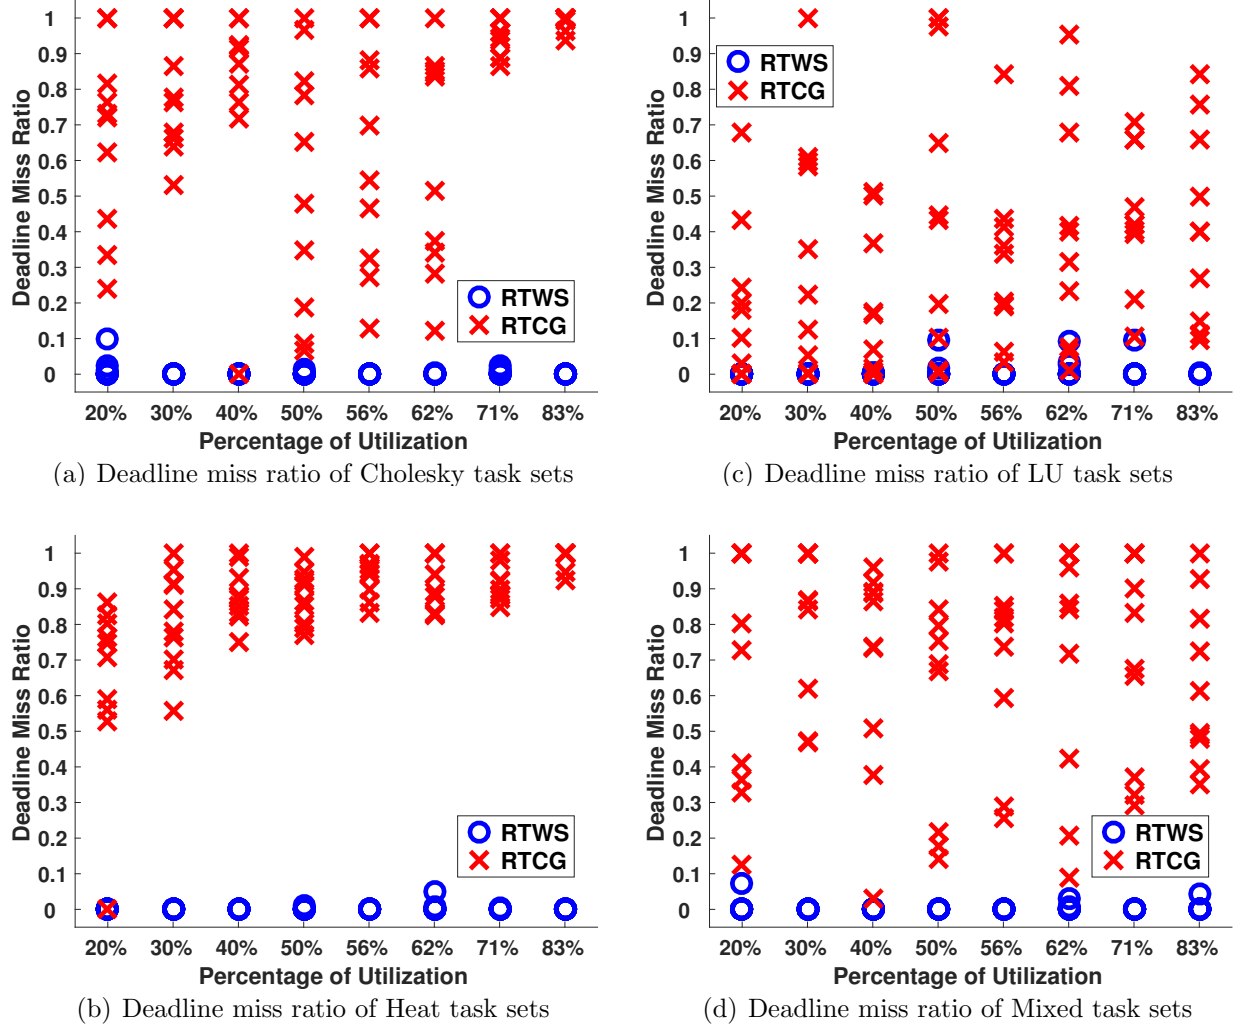 1
0.9
0.8
0.7
0.6
0.5
0.4
0.3
0.2
0.1
0
Deadline Miss Ratio
RTWS
RTCG
20% 30% 40% 50% 56% 62% 71% 83%
Percentage of Utilization
(a) Deadline miss ratio of Cholesky task sets
1
0.9
0.8
0.7
0.6
0.5
0.4
0.3
0.2
0.1
0
Deadline Miss Ratio
RTWS
RTCG
20% 30% 40% 50% 56% 62% 71% 83%
Percentage of Utilization
(c) Deadline miss ratio of LU task sets
1
0.9
0.8
0.7
0.6
0.5
0.4
0.3
0.2
0.1
0
Deadline Miss Ratio
RTWS
RTCG
20% 30% 40% 50% 56% 62% 71% 83%
Percentage of Utilization
(b) Deadline miss ratio of Heat task sets
1
0.9
0.8
0.7
0.6
0.5
0.4
0.3
0.2
0.1
0
Deadline Miss Ratio
RTWS
RTCG
20% 30% 40% 50% 56% 62% 71% 83%
Percentage of Utilization
(d) Deadline miss ratio of Mixed task sets